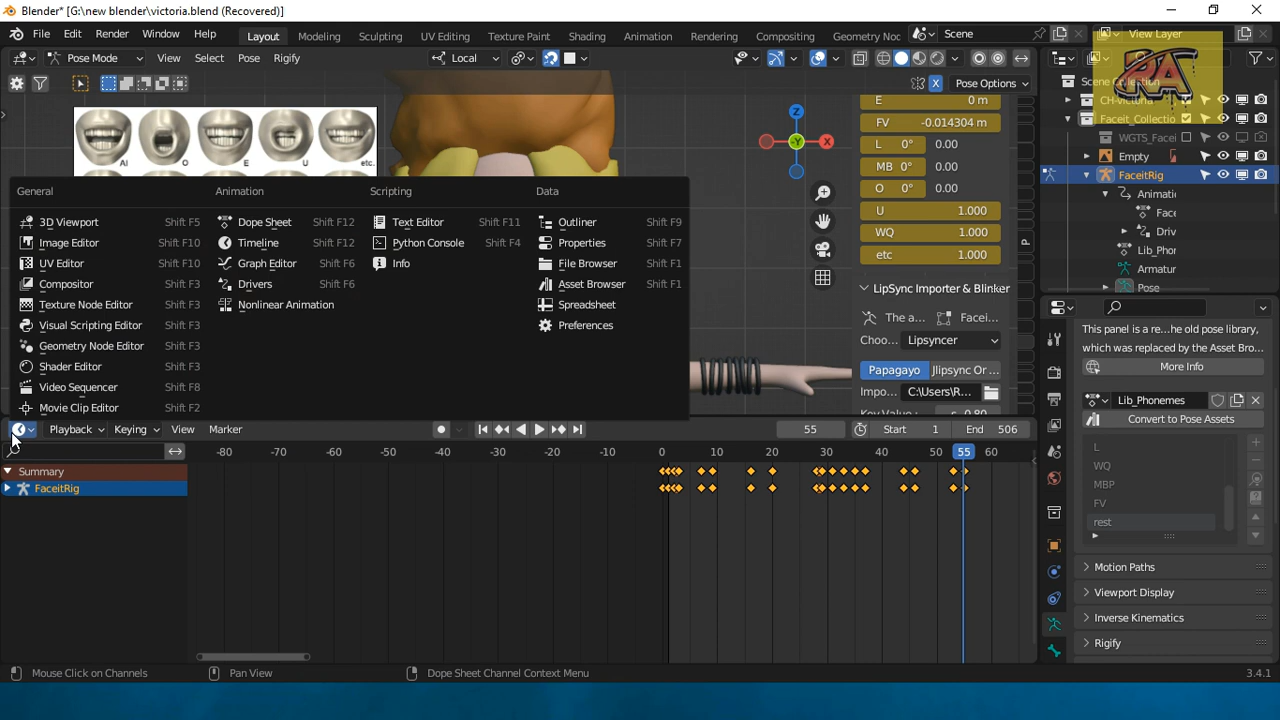 Blender* [G:\new blender\victoria.blend (Recovered)]
File Edit Render Window Help Layout Modeling Sculpting UV Editing Texture Paint Shading Animation Rendering Compositing Geometry Noc Scene View Layer
Pose Mode View Select Pose Local
X Pose Options
Scene Collection
CH-victoria
Faceit_Collectio
WGTS_Facei
Empty
FaceitRig
Animatic
Face
Driv
Lib_Phor
Armatur
Pose
AI O E U etc.
Z
-Y X
E 0 m
FV -0.014304 m
L 0° 0.00
MB 0° 0.00
O 0° 0.00
U 1.000
WQ 1.000
etc 1.000
LipSync Importer & Blinker
The a... Facei...
Choo... Lipsyncer
Papagayo Jlipsync Or ...
Impo... C:\Users\R...
Key Value: s 0.80
P
General
3D Viewport Shift F5
Image Editor Shift F10
UV Editor Shift F10
Compositor Shift F3
Texture Node Editor Shift F3
Visual Scripting Editor Shift F3
Geometry Node Editor Shift F3
Shader Editor Shift F3
Video Sequencer Shift F8
Movie Clip Editor Shift F2
Animation
Dope Sheet Shift F12
Timeline Shift F12
Graph Editor Shift F6
Drivers Shift F6
Nonlinear Animation
Scripting
Text Editor Shift F11
Python Console Shift F4
Info
Data
Outliner Shift F9
Properties Shift F7
File Browser Shift F1
Asset Browser Shift F1
Spreadsheet
Preferences
This panel is a re...he old pose library,
which was replaced by the Asset Bro...
More Info
Lib_Phonemes
Convert to Pose Assets
L
WQ
MBP
FV
rest
Motion Paths
Viewport Display
Inverse Kinematics
Rigify
Playback Keying View Marker 55 Start 1 End 506
-80 -70 -60 -50 -40 -30 -20 -10 0 10 20 30 40 55 60
Summary
FaceitRig
Mouse Click on Channels Pan View Dope Sheet Channel Context Menu 3.4.1